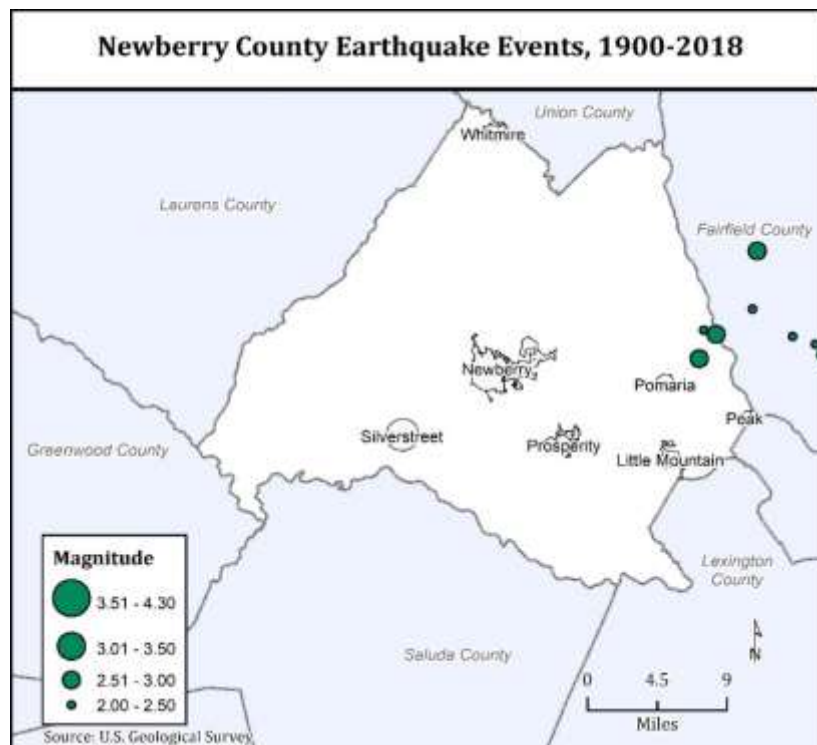 Newberry County Earthquake Events, 1900-2018
Union County
Whitmire
Laurens County
Fairfield County
Newberry
Pomaria
Peak
Silverstreet
Prosperity
Greenwood County
Little Mountain
Lexington
County
Saluda County
Magnitude
3.51 - 4.30
3.01 - 3.50
2.51 - 3.00
2.00 - 2.50
N
0 4.5 9
Miles
Source: U.S. Geological Survey